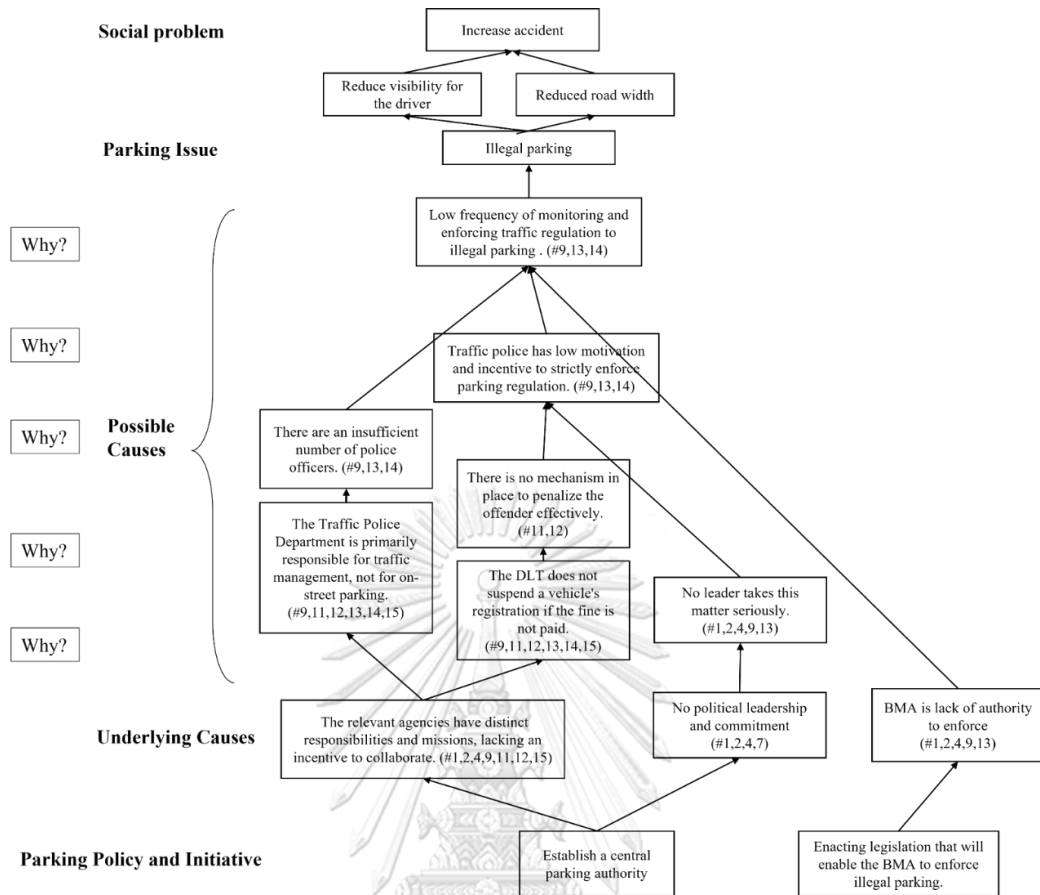 Social problem
Increase accident
Reduce visibility for
the driver
Reduced road width
Parking Issue
Illegal parking
Low frequency of monitoring and
enforcing traffic regulation to
illegal parking . (#9,13,14)
Why?
Why?
Traffic police has low motivation
and incentive to strictly enforce
parking regulation. (#9,13,14)
Why?
Possible
Causes
There are an insufficient
number of police
officers. (#9,13,14)
There is no mechanism in
place to penalize the
offender effectively.
(#11,12)
Why?
The Traffic Police
Department is primarily
responsible for traffic
management, not for on-
street parking.
(#9,11,12,13,14,15)
The DLT does not
suspend a vehicle's
registration if the fine is
not paid.
(#9,11,12,13,14,15)
No leader takes this
matter seriously.
(#1,2,4,9,13)
Why?
Underlying Causes
The relevant agencies have distinct
responsibilities and missions, lacking an
incentive to collaborate. (#1,2,4,9,11,12,15)
No political leadership
and commitment
(#1,2,4,7)
BMA is lack of authority
to enforce
(#1,2,4,9,13)
Parking Policy and Initiative
Establish a central
parking authority
Enacting legislation that will
enable the BMA to enforce
illegal parking.